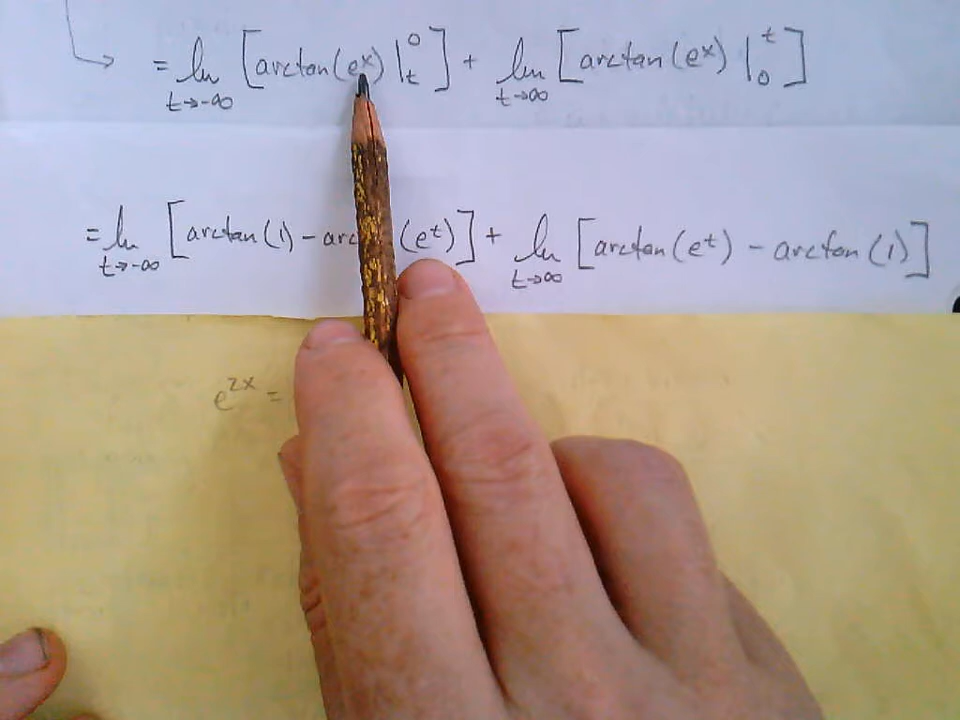 = lim t→-∞ [arctan(e^x) |_t^0] + lim t→∞ [arctan(e^x) |_0^t]
= lim t→-∞ [arctan(1) - arc (e^t)] + lim t→∞ [arctan(e^t) - arctan(1)]
e^2x =